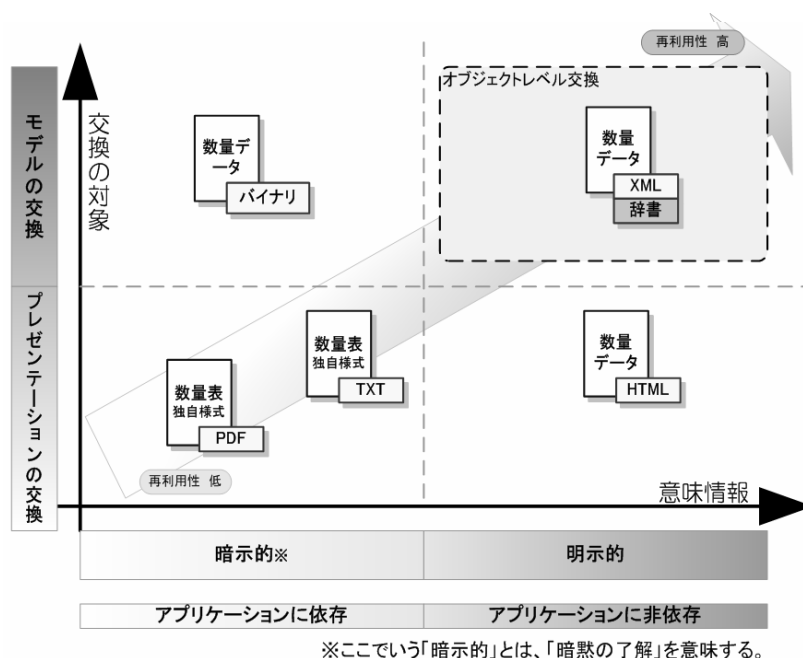 再利用性 高
オブジェクトレベル交換
モデルの交換
交換の対象
数量デ
ータ
バイナリ
数量
データ
XML
辞書
プレゼンテーションの交換
数量表
独自様式
TXT
数量
データ
HTML
数量表
独自様式
PDF
再利用性 低
意味情報
暗示的※
明示的
アプリケーションに依存
アプリケーションに非依存
※ここでいう「暗示的」とは、「暗黙の了解」を意味する。